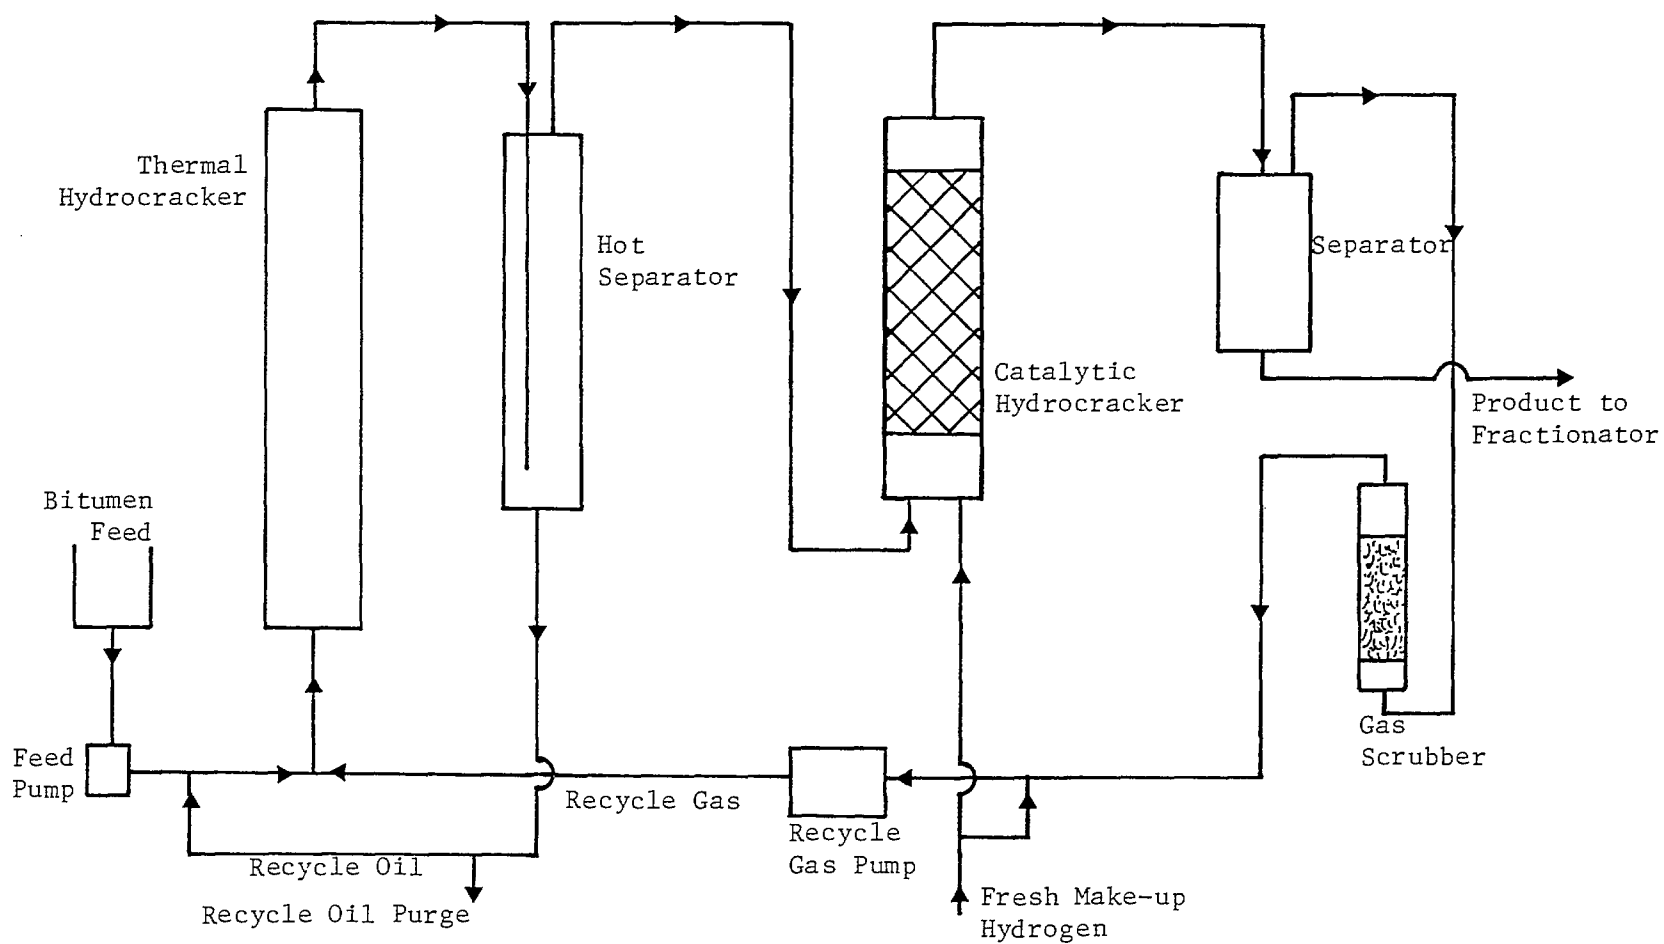 Thermal
Hydrocracker
Hot
Separator
Separator
Catalytic
Hydrocracker
Product to
Fractionator
Bitumen
Feed
Gas
Scrubber
Feed
Pump
Recycle Gas
Recycle
Gas Pump
Recycle Oil
Recycle Oil Purge
Fresh Make-up
Hydrogen